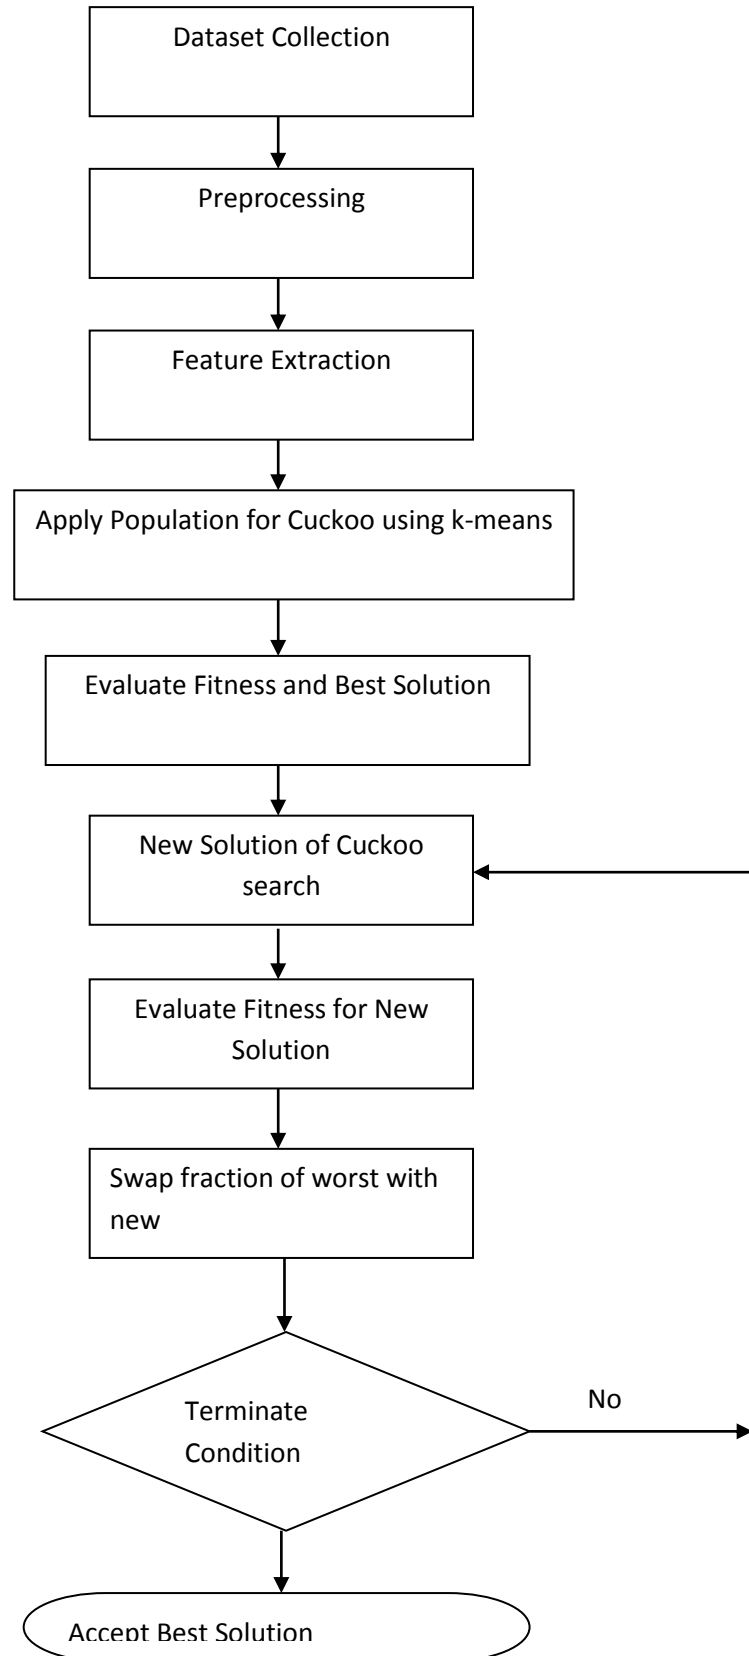 Dataset Collection
Preprocessing
Feature Extraction
Apply Population for Cuckoo using k-means
Evaluate Fitness and Best Solution
New Solution of Cuckoo
search
Evaluate Fitness for New
Solution
Swap fraction of worst with
new
No
Terminate
Condition
Accept Best Solution